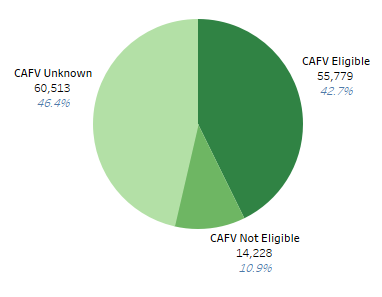 CAFV Unknown
60,513
46.4%
CAFV Eligible
55,779
42.7%
CAFV Not Eligible
14,228
10.9%